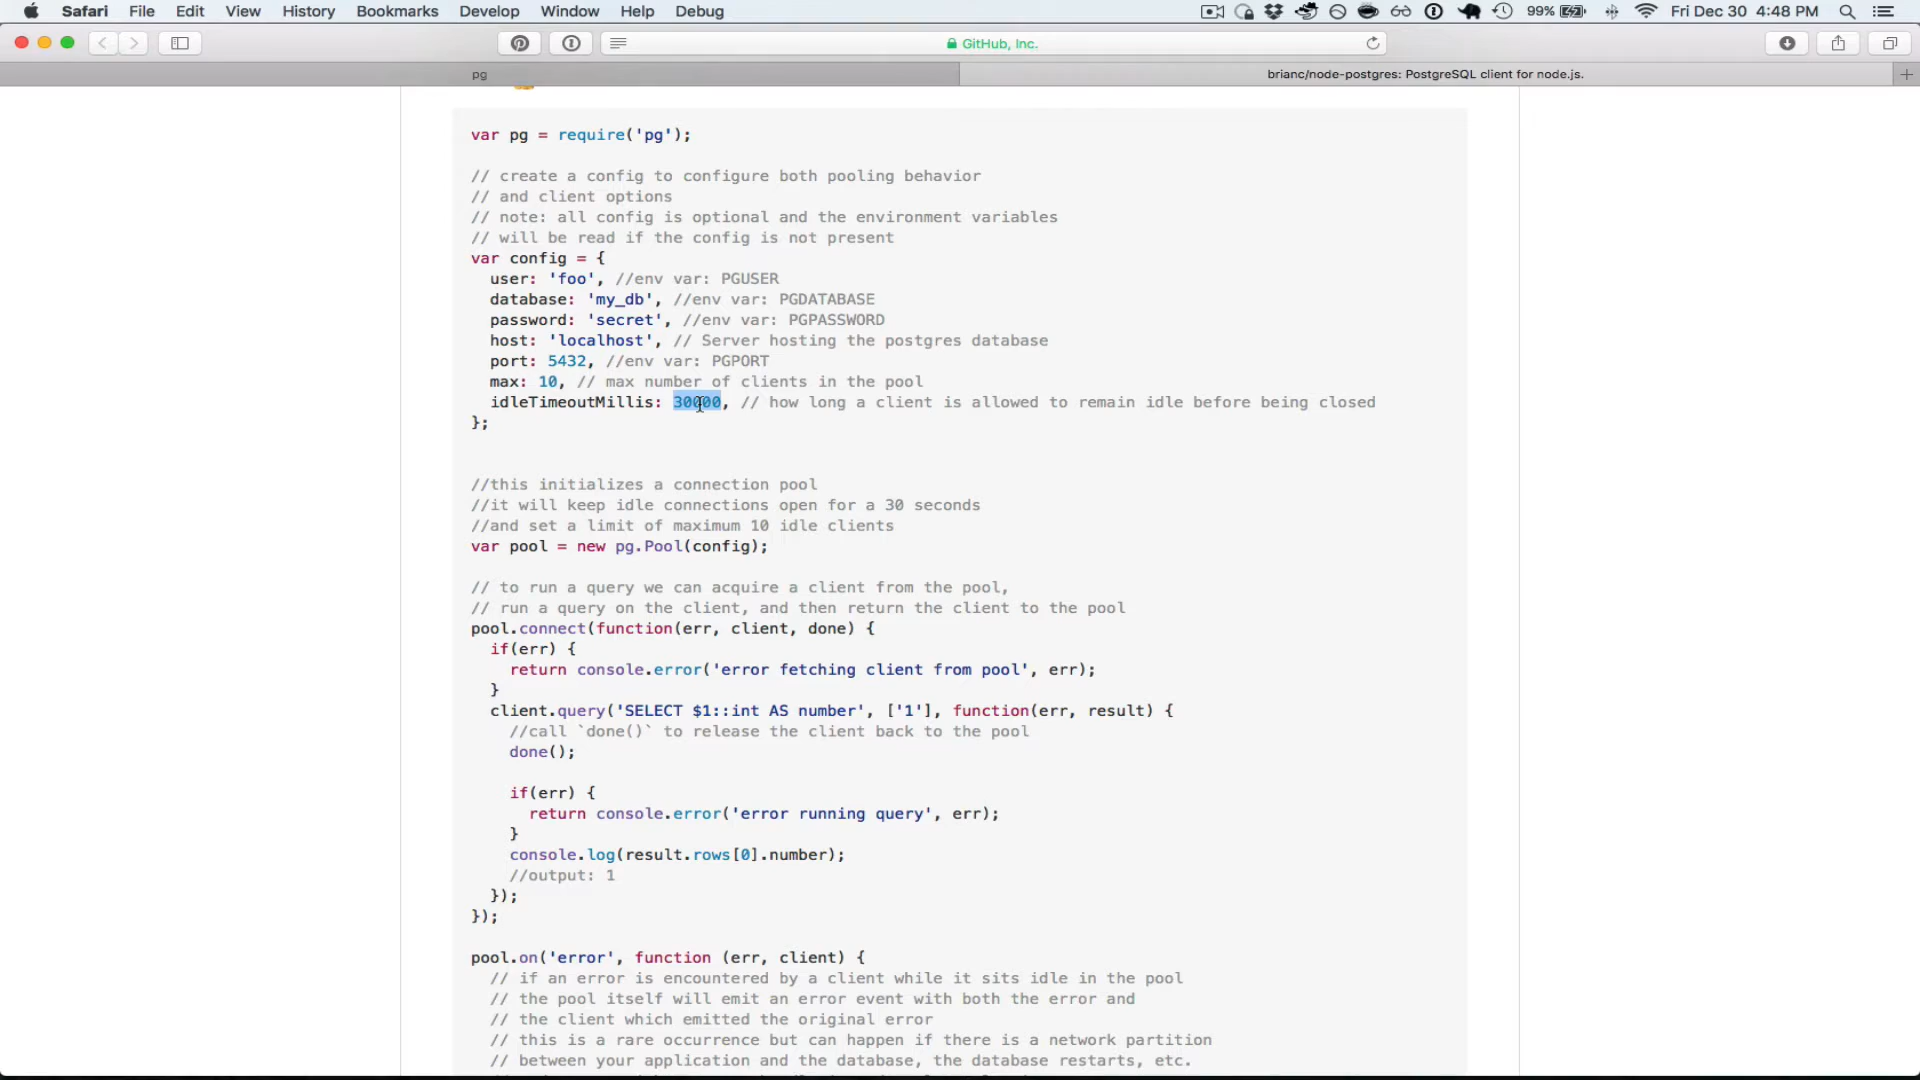 Safari File Edit View History Bookmarks Develop Window Help Debug 99% Fri Dec 30 4:48 PM
GitHub, Inc.
pg brianc/node-postgres: PostgreSQL client for node.js.
var pg = require('pg');
// create a config to configure both pooling behavior
// and client options
// note: all config is optional and the environment variables
// will be read if the config is not present
var config = {
user: 'foo', //env var: PGUSER
database: 'my_db', //env var: PGDATABASE
password: 'secret', //env var: PGPASSWORD
host: 'localhost', // Server hosting the postgres database
port: 5432, //env var: PGPORT
max: 10, // max number of clients in the pool
idleTimeoutMillis: 30000, // how long a client is allowed to remain idle before being closed
};
//this initializes a connection pool
//it will keep idle connections open for a 30 seconds
//and set a limit of maximum 10 idle clients
var pool = new pg.Pool(config);
// to run a query we can acquire a client from the pool,
// run a query on the client, and then return the client to the pool
pool.connect(function(err, client, done) {
if(err) {
return console.error('error fetching client from pool', err);
}
client.query('SELECT $1::int AS number', ['1'], function(err, result) {
//call `done()` to release the client back to the pool
done();
if(err) {
return console.error('error running query', err);
}
console.log(result.rows[0].number);
//output: 1
});
});
pool.on('error', function (err, client) {
// if an error is encountered by a client while it sits idle in the pool
// the pool itself will emit an error event with both the error and
// the client which emitted the original error
// this is a rare occurrence but can happen if there is a network partition
// between your application and the database, the database restarts, etc.